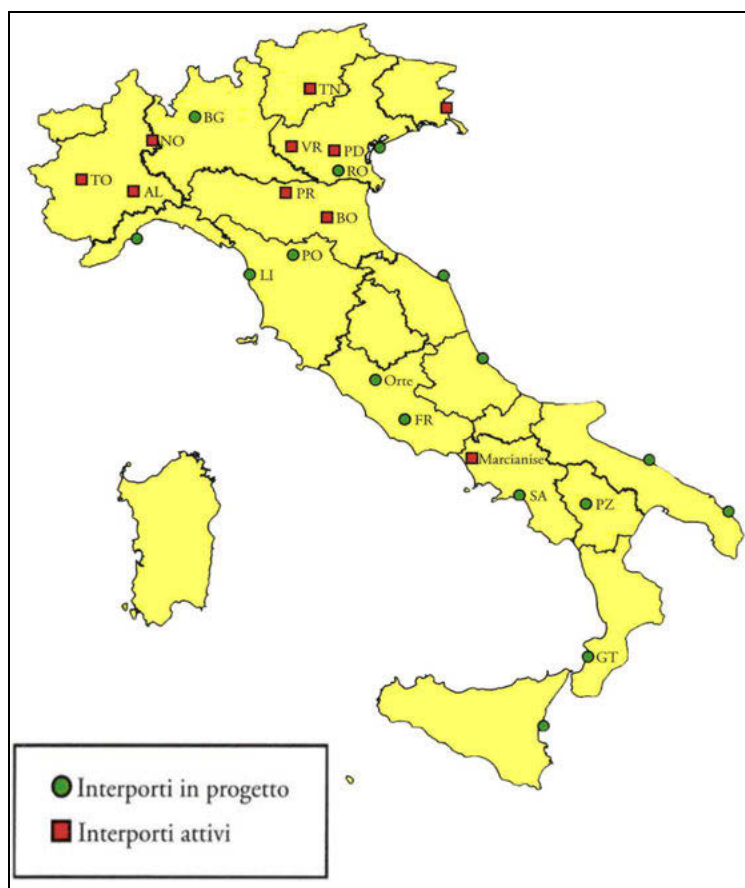 TN
BG
NO
VR
PD
RO
TO
AL
PR
BO
PO
LI
Orte
FR
Marcianise
SA
PZ
GT
Interporti in progetto
Interporti attivi